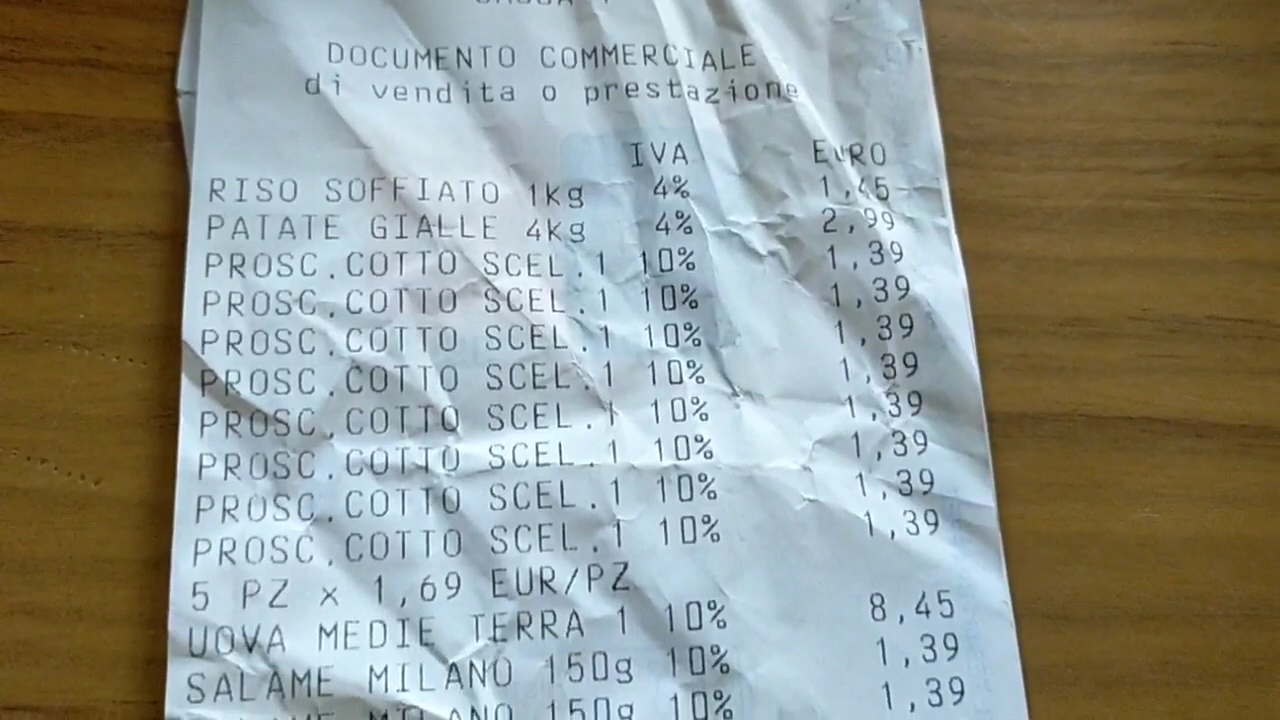 DOCUMENTO COMMERCIALE
di vendita o prestazione
IVA EURO
RISO SOFFIATO 1kg 4% 1,45
PATATE GIALLE 4kg 4% 2,99
PROSC.COTTO SCEL.1 10% 1,39
PROSC.COTTO SCEL.1 10% 1,39
PROSC.COTTO SCEL.1 10% 1,39
PROSC.COTTO SCEL.1 10% 1,39
PROSC.COTTO SCEL.1 10% 1,39
PROSC.COTTO SCEL.1 10% 1,39
PROSC.COTTO SCEL.1 10% 1,39
PROSC.COTTO SCEL.1 10% 1,39
5 PZ x 1,69 EUR/PZ
UOVA MEDIE TERRA 1 10% 8,45
SALAME MILANO 150g 10% 1,39
SALAME MILANO 150g 10% 1,39